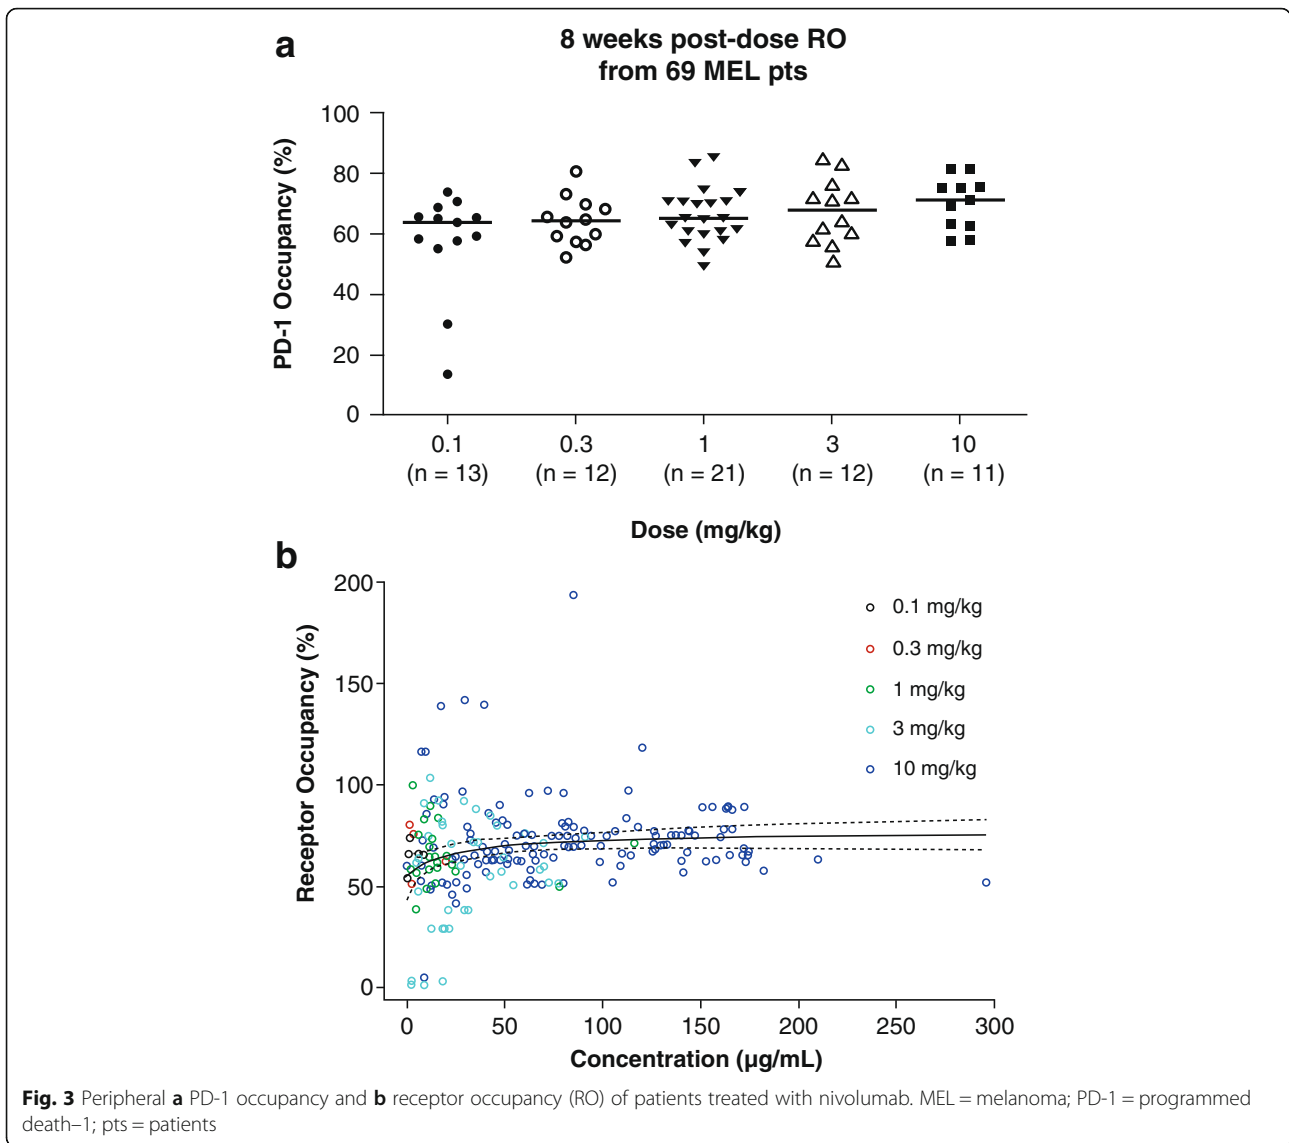 a
8 weeks post-dose RO
from 69 MEL pts
PD-1 Occupancy (%)
100
80
60
40
20
0
0.1 0.3 1 3 10
(n = 13) (n = 12) (n = 21) (n = 12) (n = 11)
Dose (mg/kg)
b
Receptor Occupancy (%)
200
150
100
50
0
0.1 mg/kg
0.3 mg/kg
1 mg/kg
3 mg/kg
10 mg/kg
0 50 100 150 200 250 300
Concentration (µg/mL)
Fig. 3 Peripheral a PD-1 occupancy and b receptor occupancy (RO) of patients treated with nivolumab. MEL = melanoma; PD-1 = programmed
death–1; pts = patients